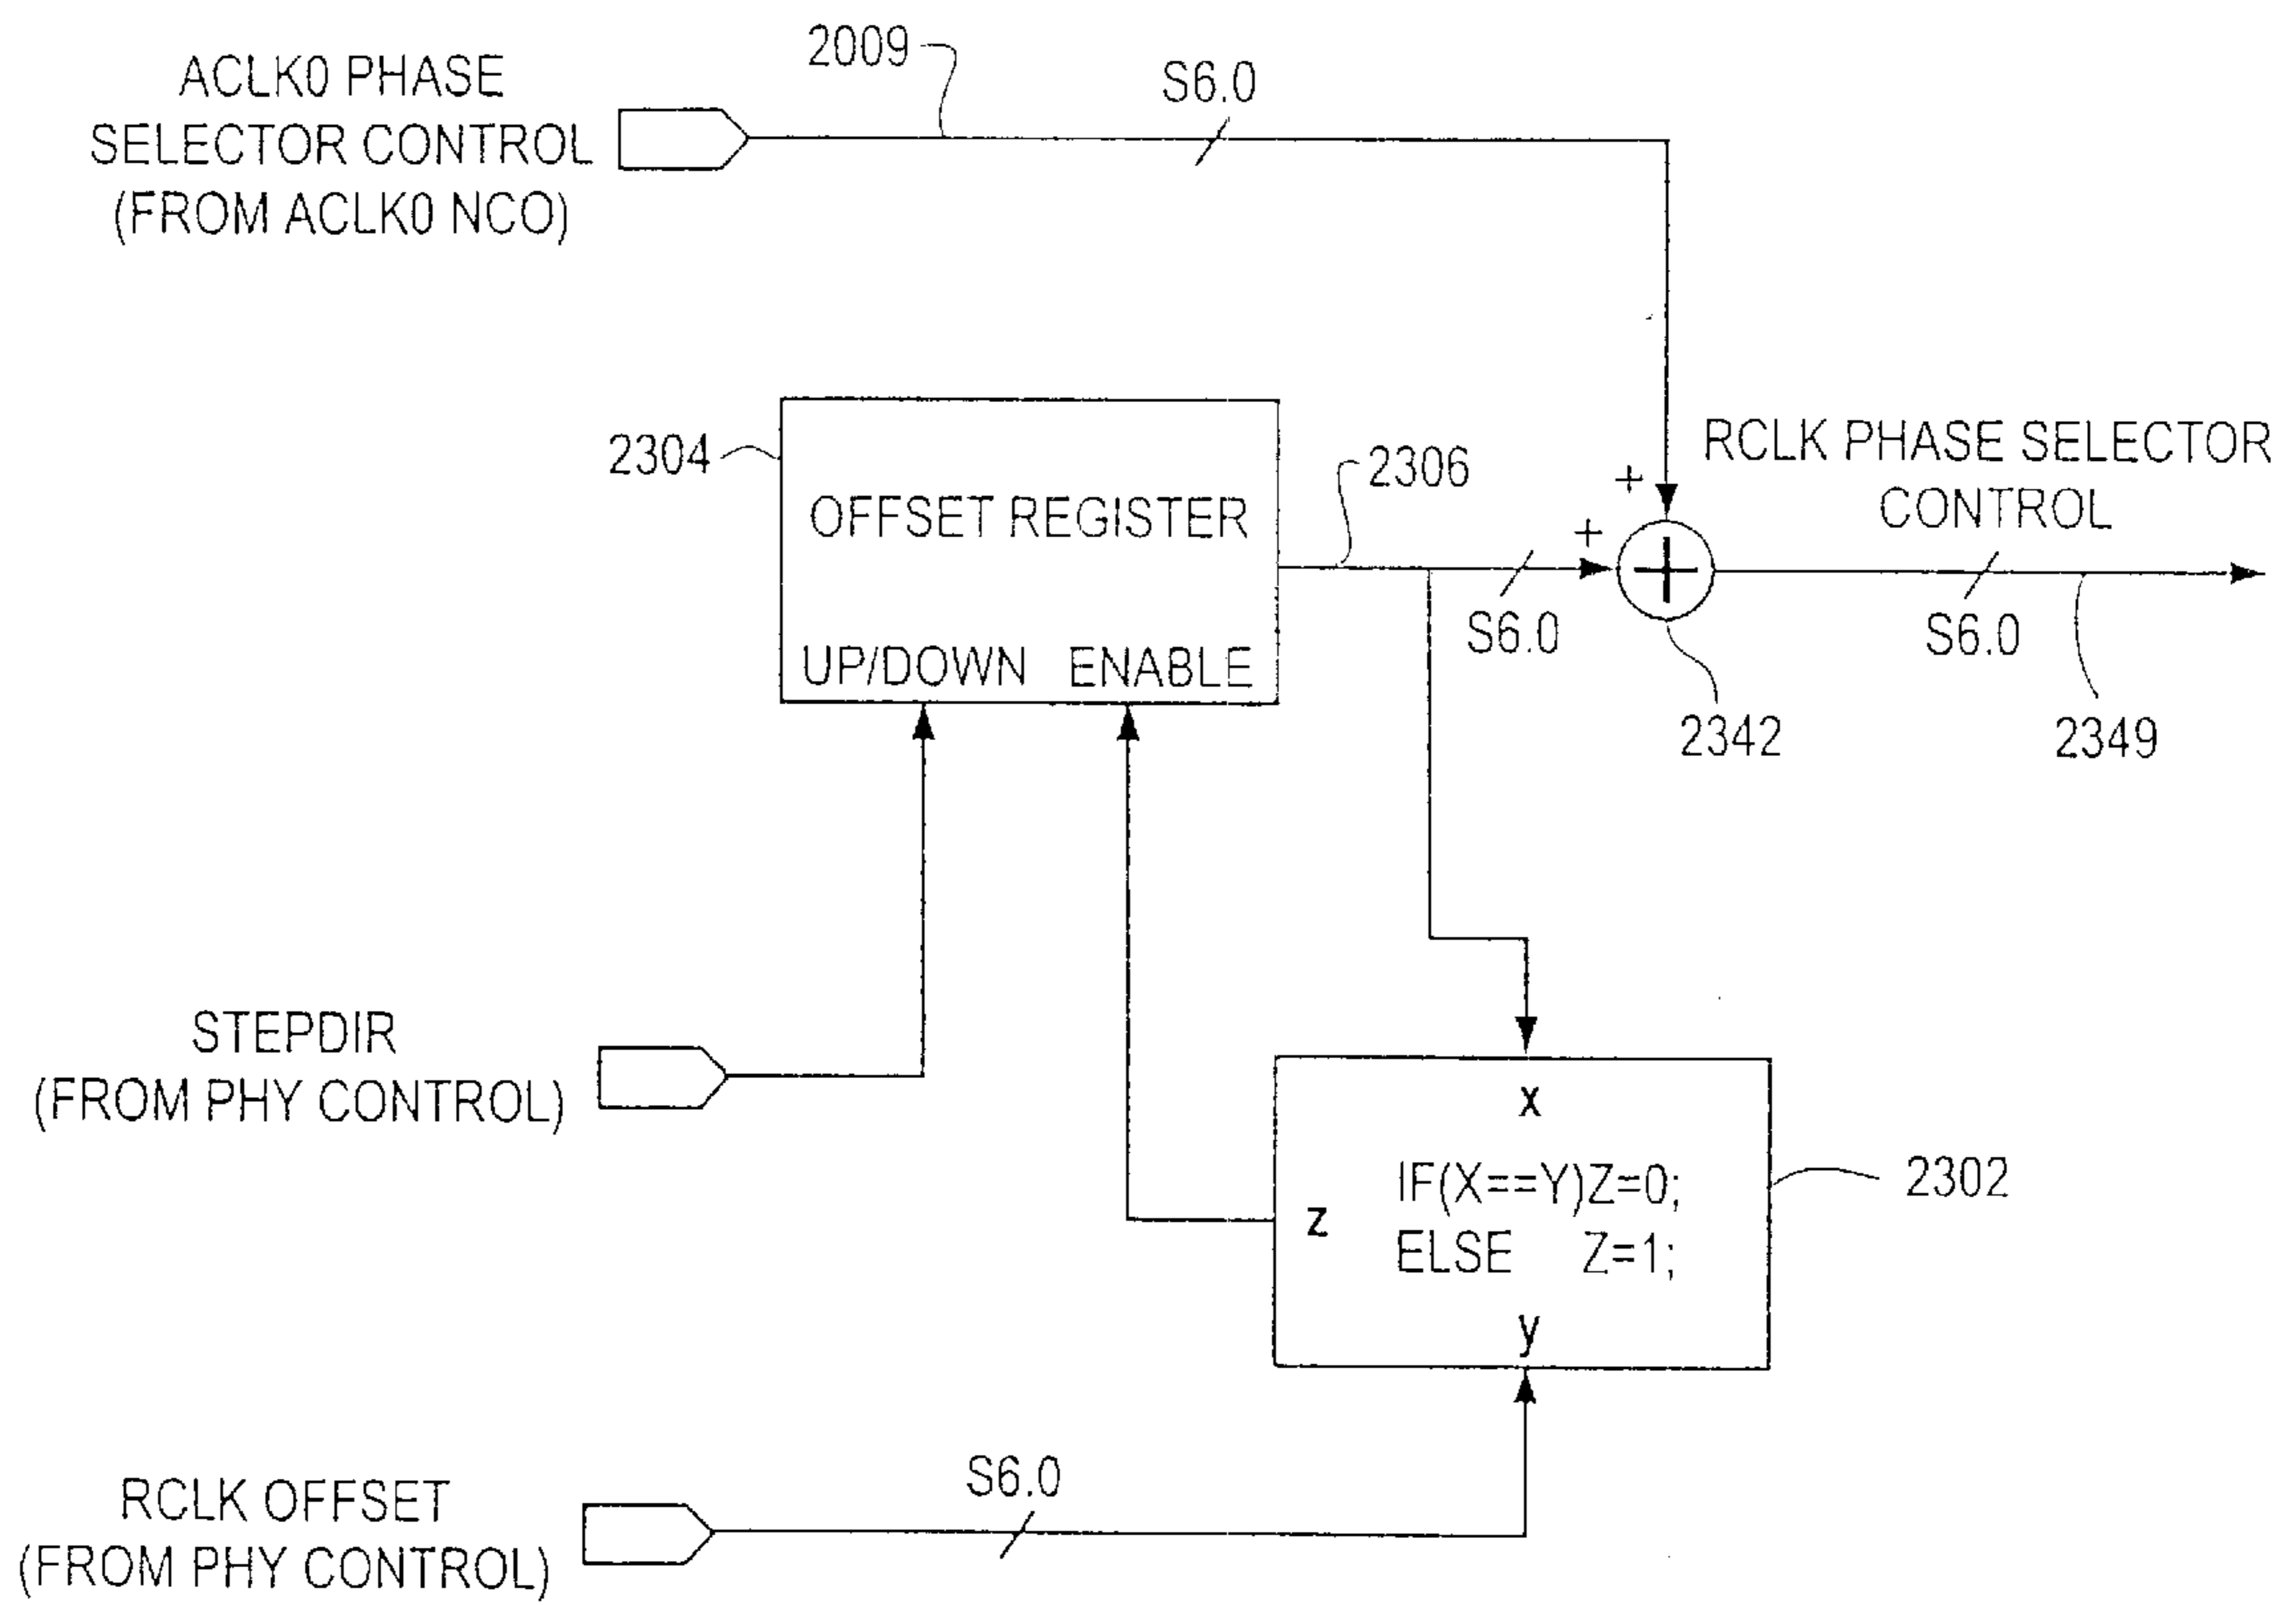 ACLK0 PHASE
SELECTOR CONTROL
(FROM ACLK0 NCO)
2009
S6.0
2304
OFFSET REGISTER
UP/DOWN ENABLE
2306
+
+
S6.0
+
RCLK PHASE SELECTOR
CONTROL
S6.0
2342
2349
STEPDIR
(FROM PHY CONTROL)
x
IF(X==Y)Z=0;
z
ELSE Z=1;
y
2302
RCLK OFFSET
(FROM PHY CONTROL)
S6.0